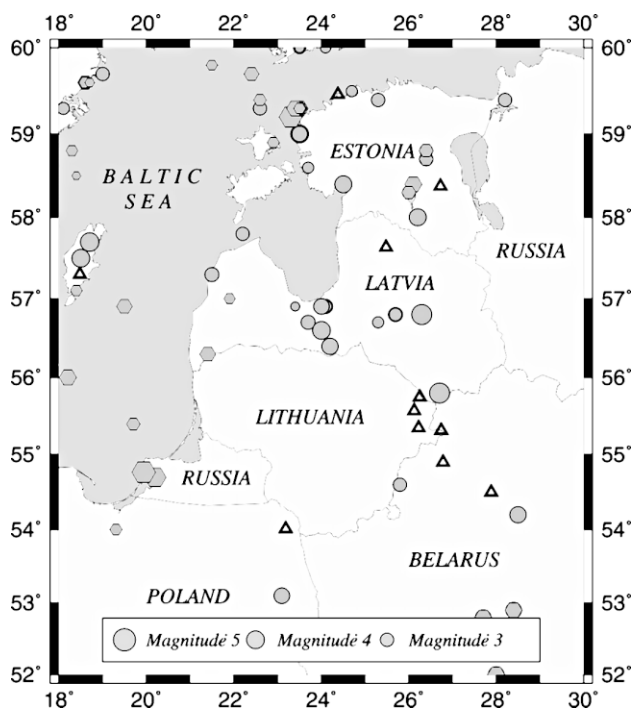 18 20 22 24 26 28 30
60˚ 60˚
59˚ 59˚
ESTONIA
BALTIC
SEA
58˚ 58˚
RUSSIA
LATVIA
57˚ 57˚
56˚ 56˚
LITHUANIA
55˚ 55˚
RUSSIA
54˚ 54˚
BELARUS
POLAND
53˚ 53˚
Magnitudė 5 Magnitudė 4 Magnitudė 3
52˚ 52˚
18 20 22 24 26 28 30